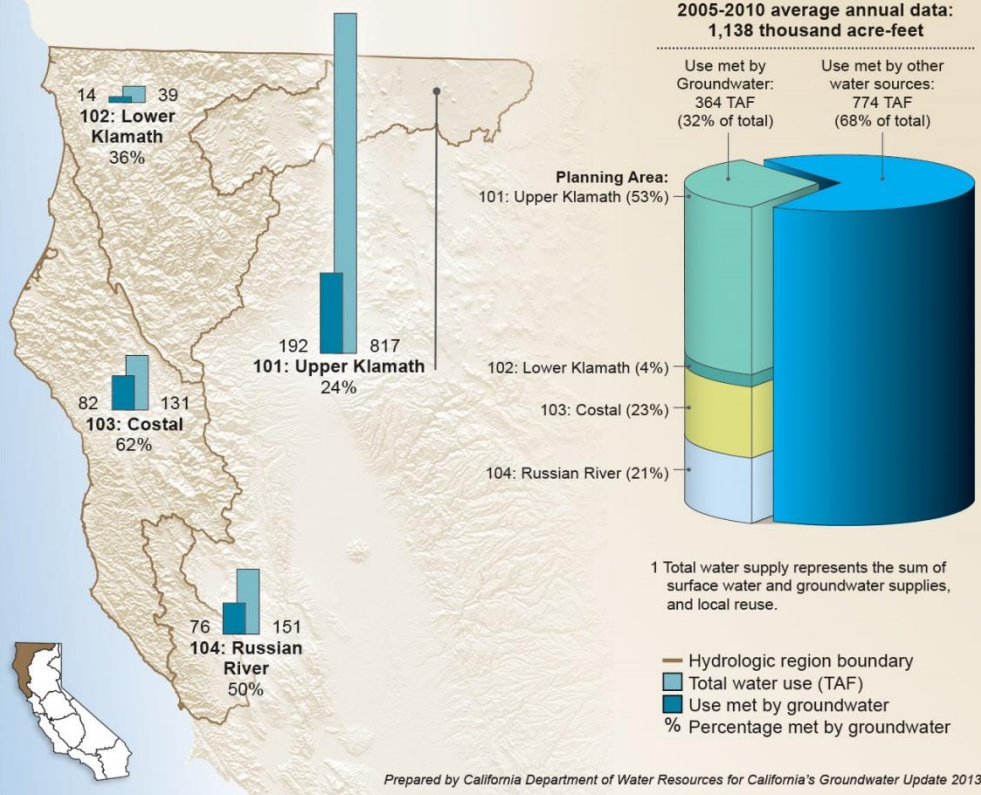 2005-2010 average annual data:
1,138 thousand acre-feet
Use met by
Groundwater:
364 TAF
(32% of total)
Use met by other
water sources:
774 TAF
(68% of total)
14
39
102: Lower
Klamath
36%
192
817
101: Upper Klamath
24%
82
131
103: Costal
62%
76
151
104: Russian
River
50%
Planning Area:
101: Upper Klamath (53%)
102: Lower Klamath (4%)
103: Costal (23%)
104: Russian River (21%)
1 Total water supply represents the sum of
surface water and groundwater supplies,
and local reuse.
Hydrologic region boundary
Total water use (TAF)
Use met by groundwater
% Percentage met by groundwater
Prepared by California Department of Water Resources for California's Groundwater Update 2013